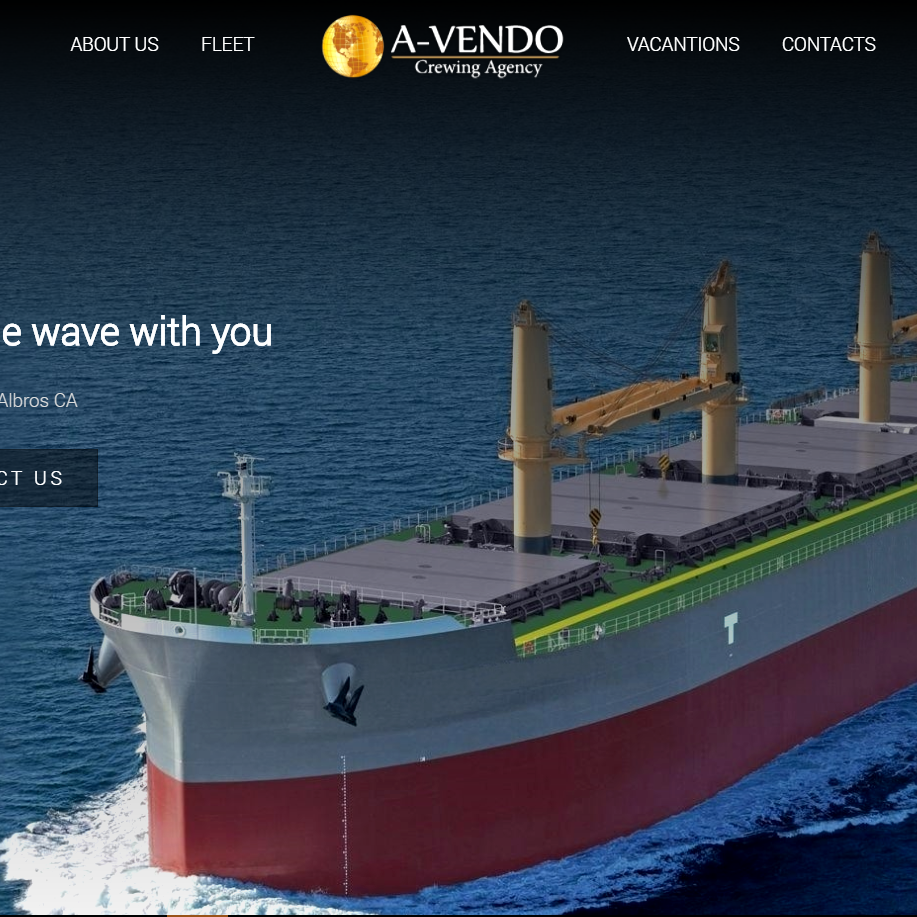 ABOUT US
FLEET
A-VENDO
Crewing Agency
VACANTIONS
CONTACTS
e wave with you
Albros CA
CT US
T